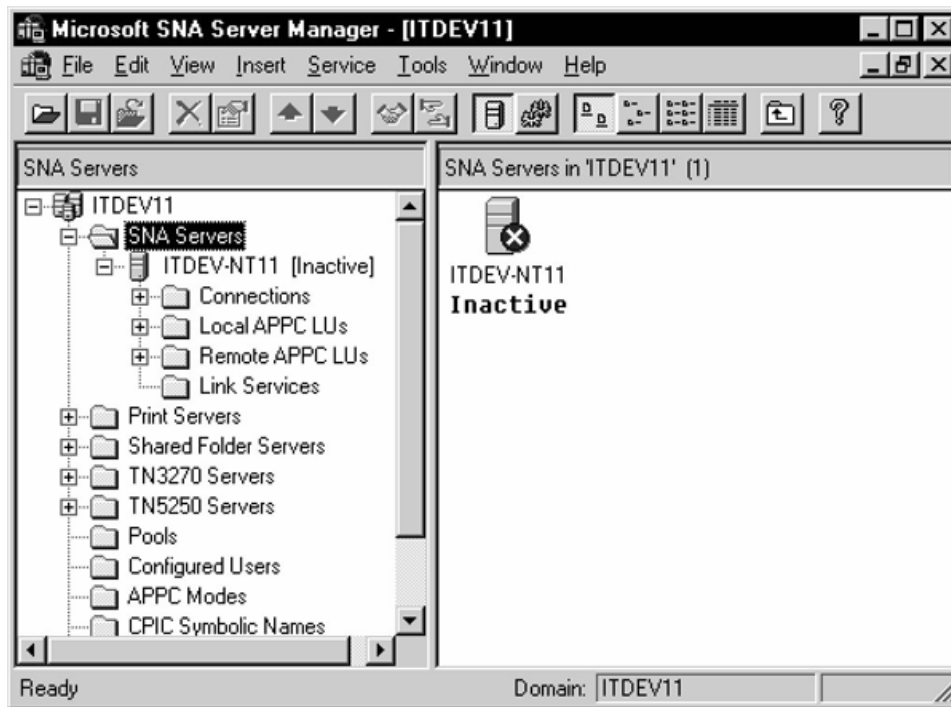 Microsoft SNA Server Manager - [ITDEV11]
File Edit View Insert Service Tools Window Help
SNA Servers
SNA Servers in 'ITDEV11' (1)
ITDEV11
SNA Servers
ITDEV-NT11 [Inactive]
Connections
Local APPC LUs
Remote APPC LUs
Link Services
Print Servers
Shared Folder Servers
TN3270 Servers
TN5250 Servers
Pools
Configured Users
APPC Modes
CPIC Symbolic Names
ITDEV-NT11
Inactive
Ready
Domain: ITDEV11